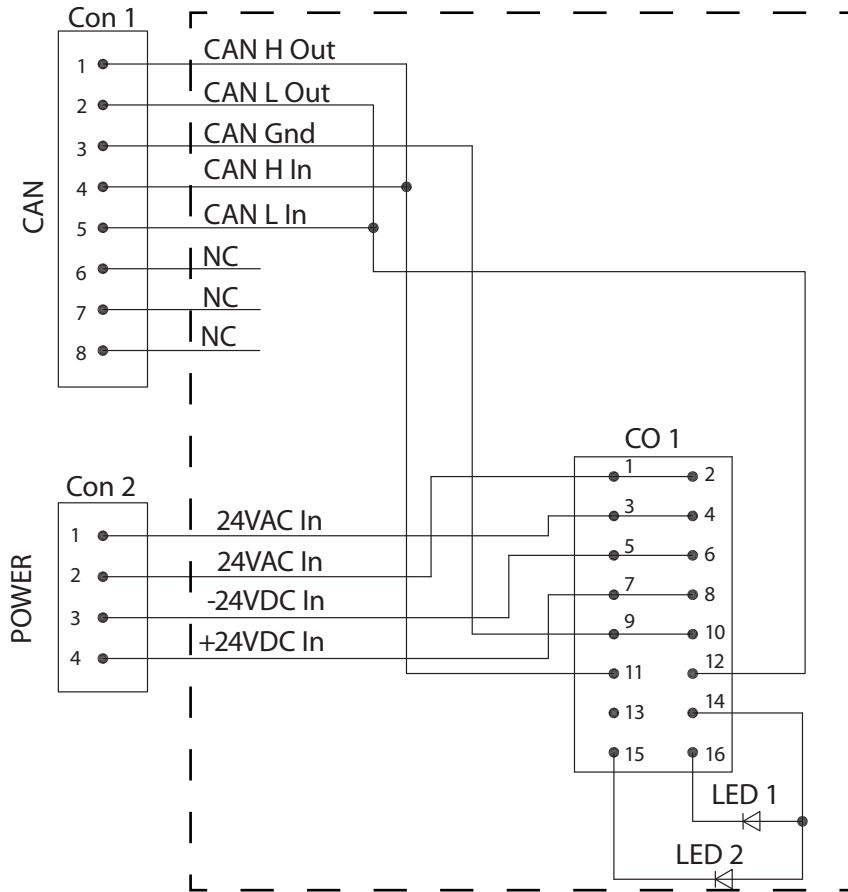 Con 1
CAN
1 CAN H Out
2 CAN L Out
3 CAN Gnd
4 CAN H In
5 CAN L In
6 NC
7 NC
8 NC
Con 2
POWER
1 24VAC In
2 24VAC In
3 -24VDC In
4 +24VDC In
CO 1
1 2
3 4
5 6
7 8
9 10
11 12
13 14
15 16
LED 1
LED 2